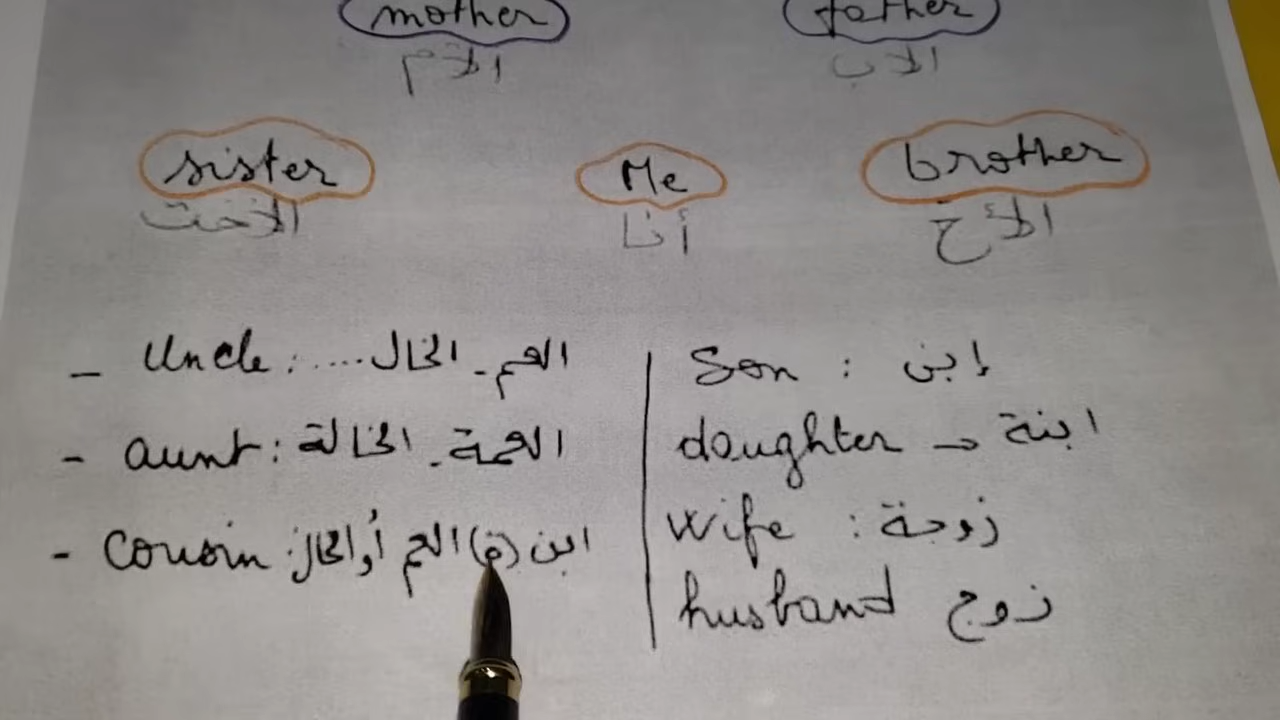 mother father
الأم الأب
sister Me brother
الأخت أنا الأخ
- Uncle : .... العم - الخال
- aunt : العمة - الخالة
- cousin : ابن (ة) العم أو الخال
son : إبن
daughter → ابنة
wife : زوجة
husband زوج